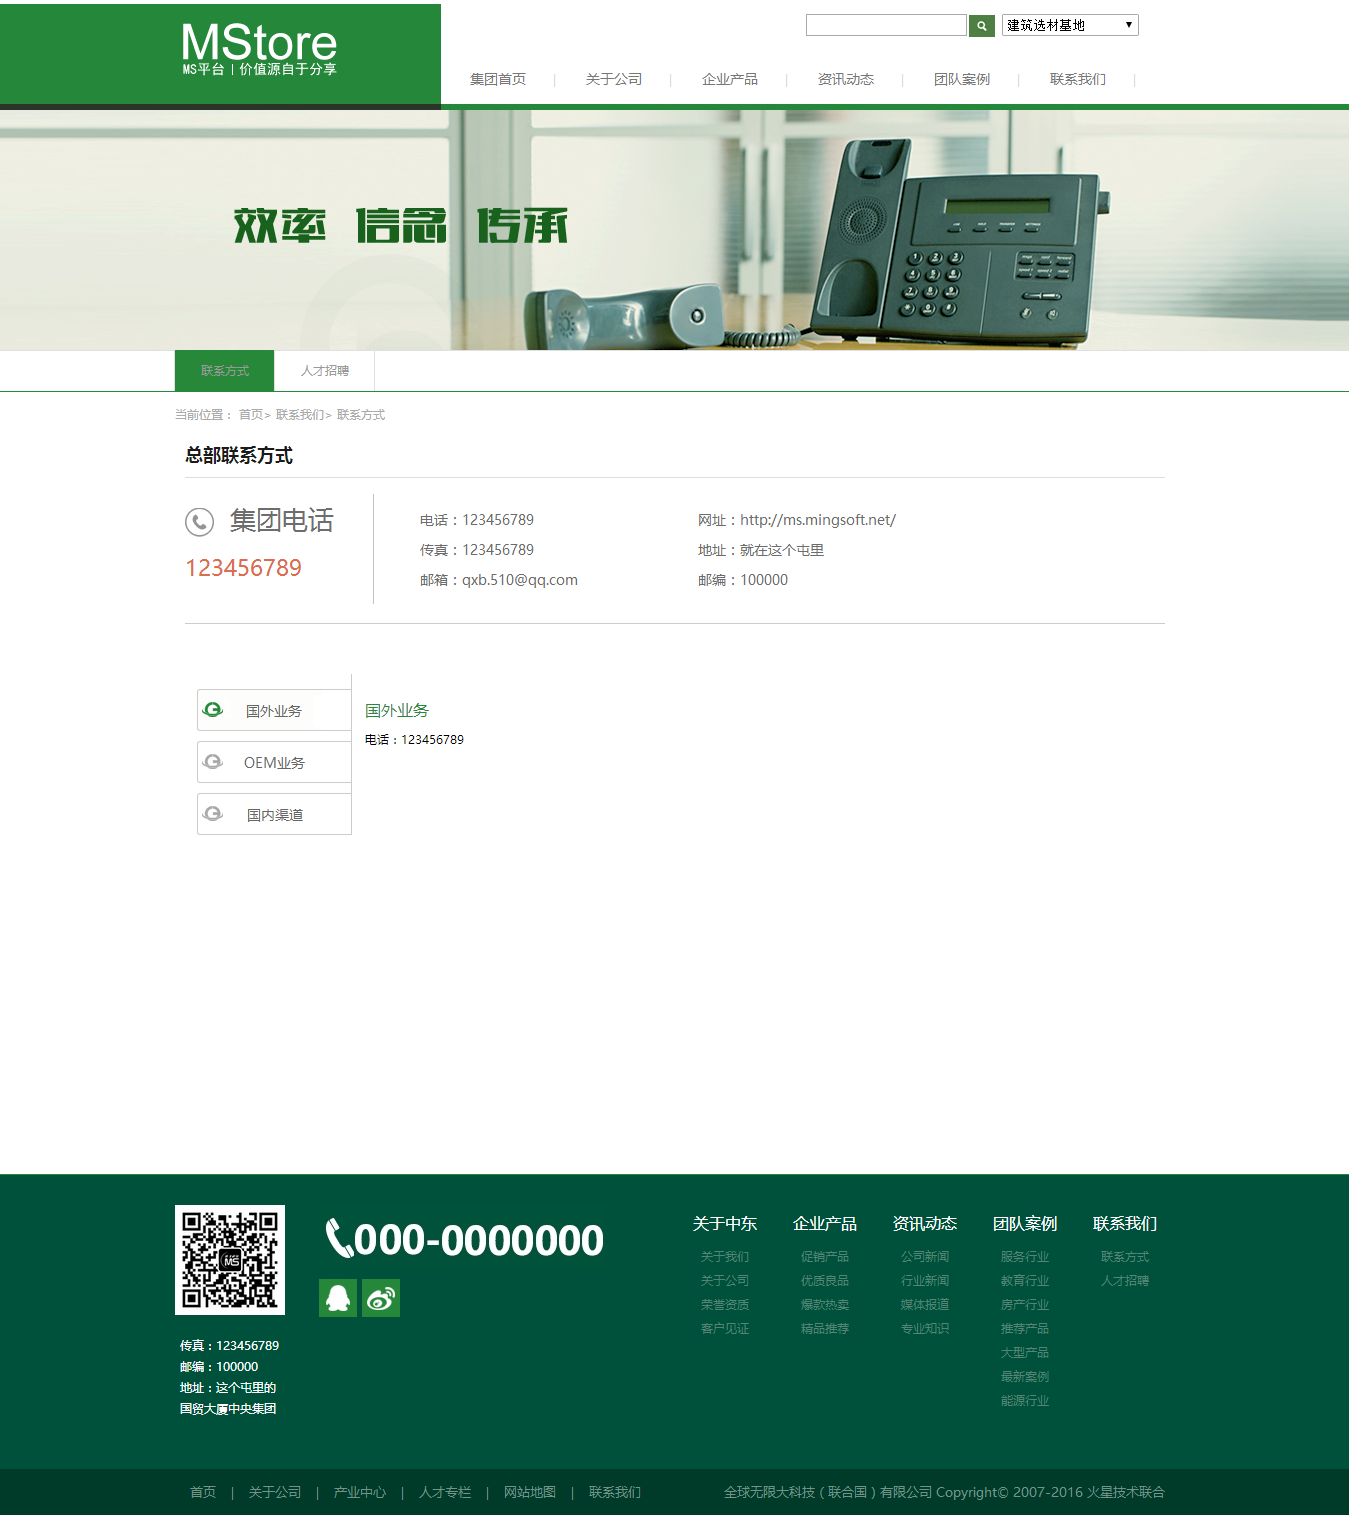 MStore
MS平台 | 价值源自于分享
建筑选材基地
集团首页 | 关于公司 | 企业产品 | 资讯动态 | 团队案例 | 联系我们 |
效率 信念 传承
联系方式 人才招聘
当前位置： 首页> 联系我们> 联系方式
总部联系方式
集团电话
123456789
电话：123456789
传真：123456789
邮箱：qxb.510@qq.com
网址：http://ms.mingsoft.net/
地址：就在这个屯里
邮编：100000
国外业务
OEM业务
国内渠道
国外业务
电话：123456789
MS
传真：123456789
邮编：100000
地址：这个屯里的
国贸大厦中央集团
000-0000000
关于中东
关于我们
关于公司
荣誉资质
客户见证
企业产品
促销产品
优质良品
爆款热卖
精品推荐
资讯动态
公司新闻
行业新闻
媒体报道
专业知识
团队案例
服务行业
教育行业
房产行业
推荐产品
大型产品
最新案例
能源行业
联系我们
联系方式
人才招聘
首页 | 关于公司 | 产业中心 | 人才专栏 | 网站地图 | 联系我们
全球无限大科技（联合国）有限公司 Copyright© 2007-2016 火星技术联合